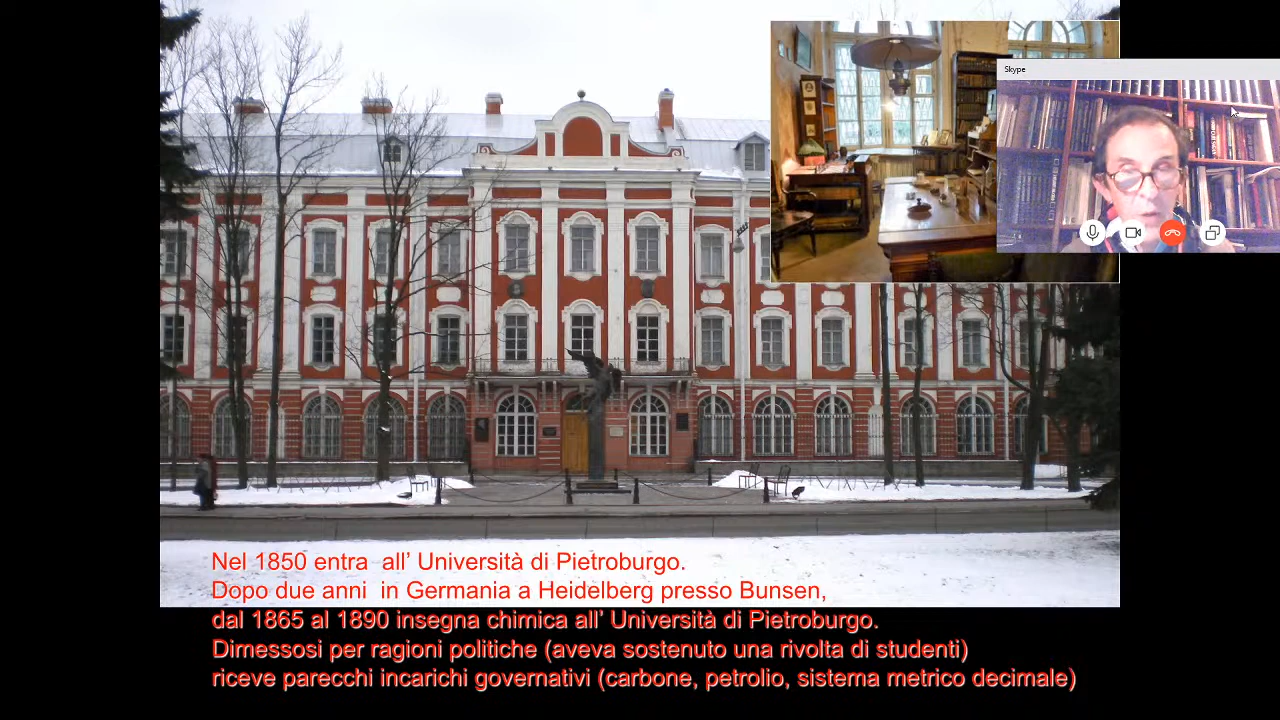 Skype
Nel 1850 entra all’ Università di Pietroburgo.
Dopo due anni in Germania a Heidelberg presso Bunsen,
dal 1865 al 1890 insegna chimica all’ Università di Pietroburgo.
Dimessosi per ragioni politiche (aveva sostenuto una rivolta di studenti)
riceve parecchi incarichi governativi (carbone, petrolio, sistema metrico decimale)